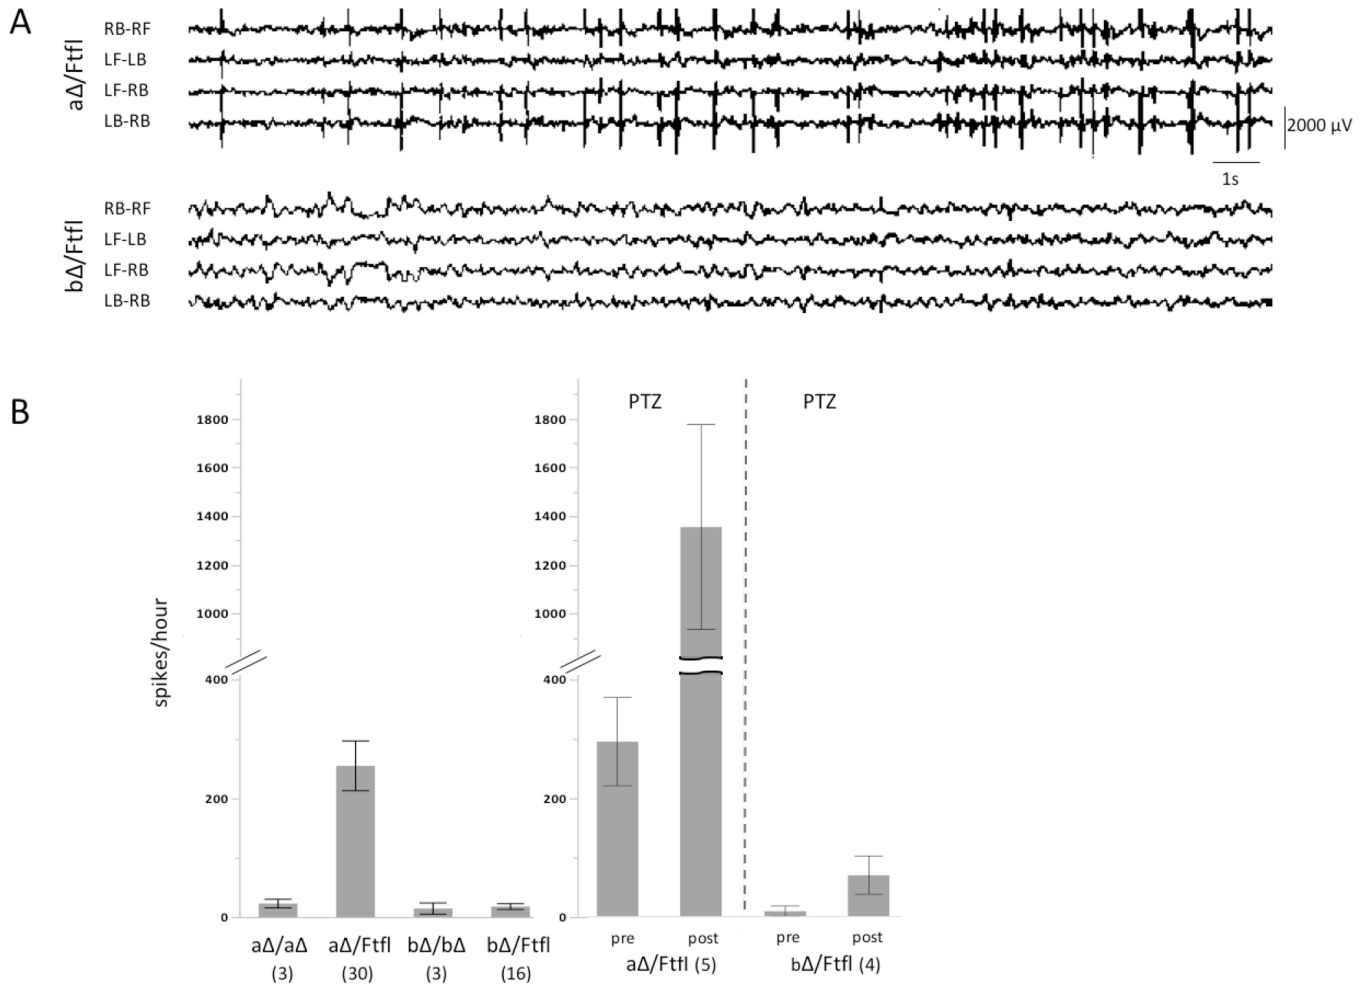 A
aΔ/Ftfl
RB-RF
LF-LB
LF-RB
LB-RB
2000 μV
1s
bΔ/Ftfl
RB-RF
LF-LB
LF-RB
LB-RB
B
spikes/hour
1800
1600
1400
1200
1000
400
200
0
aΔ/aΔ aΔ/Ftfl bΔ/bΔ bΔ/Ftfl
(3) (30) (3) (16)
PTZ PTZ
1800
1600
1400
1200
1000
400
200
0
pre post pre post
aΔ/Ftfl (5) bΔ/Ftfl (4)